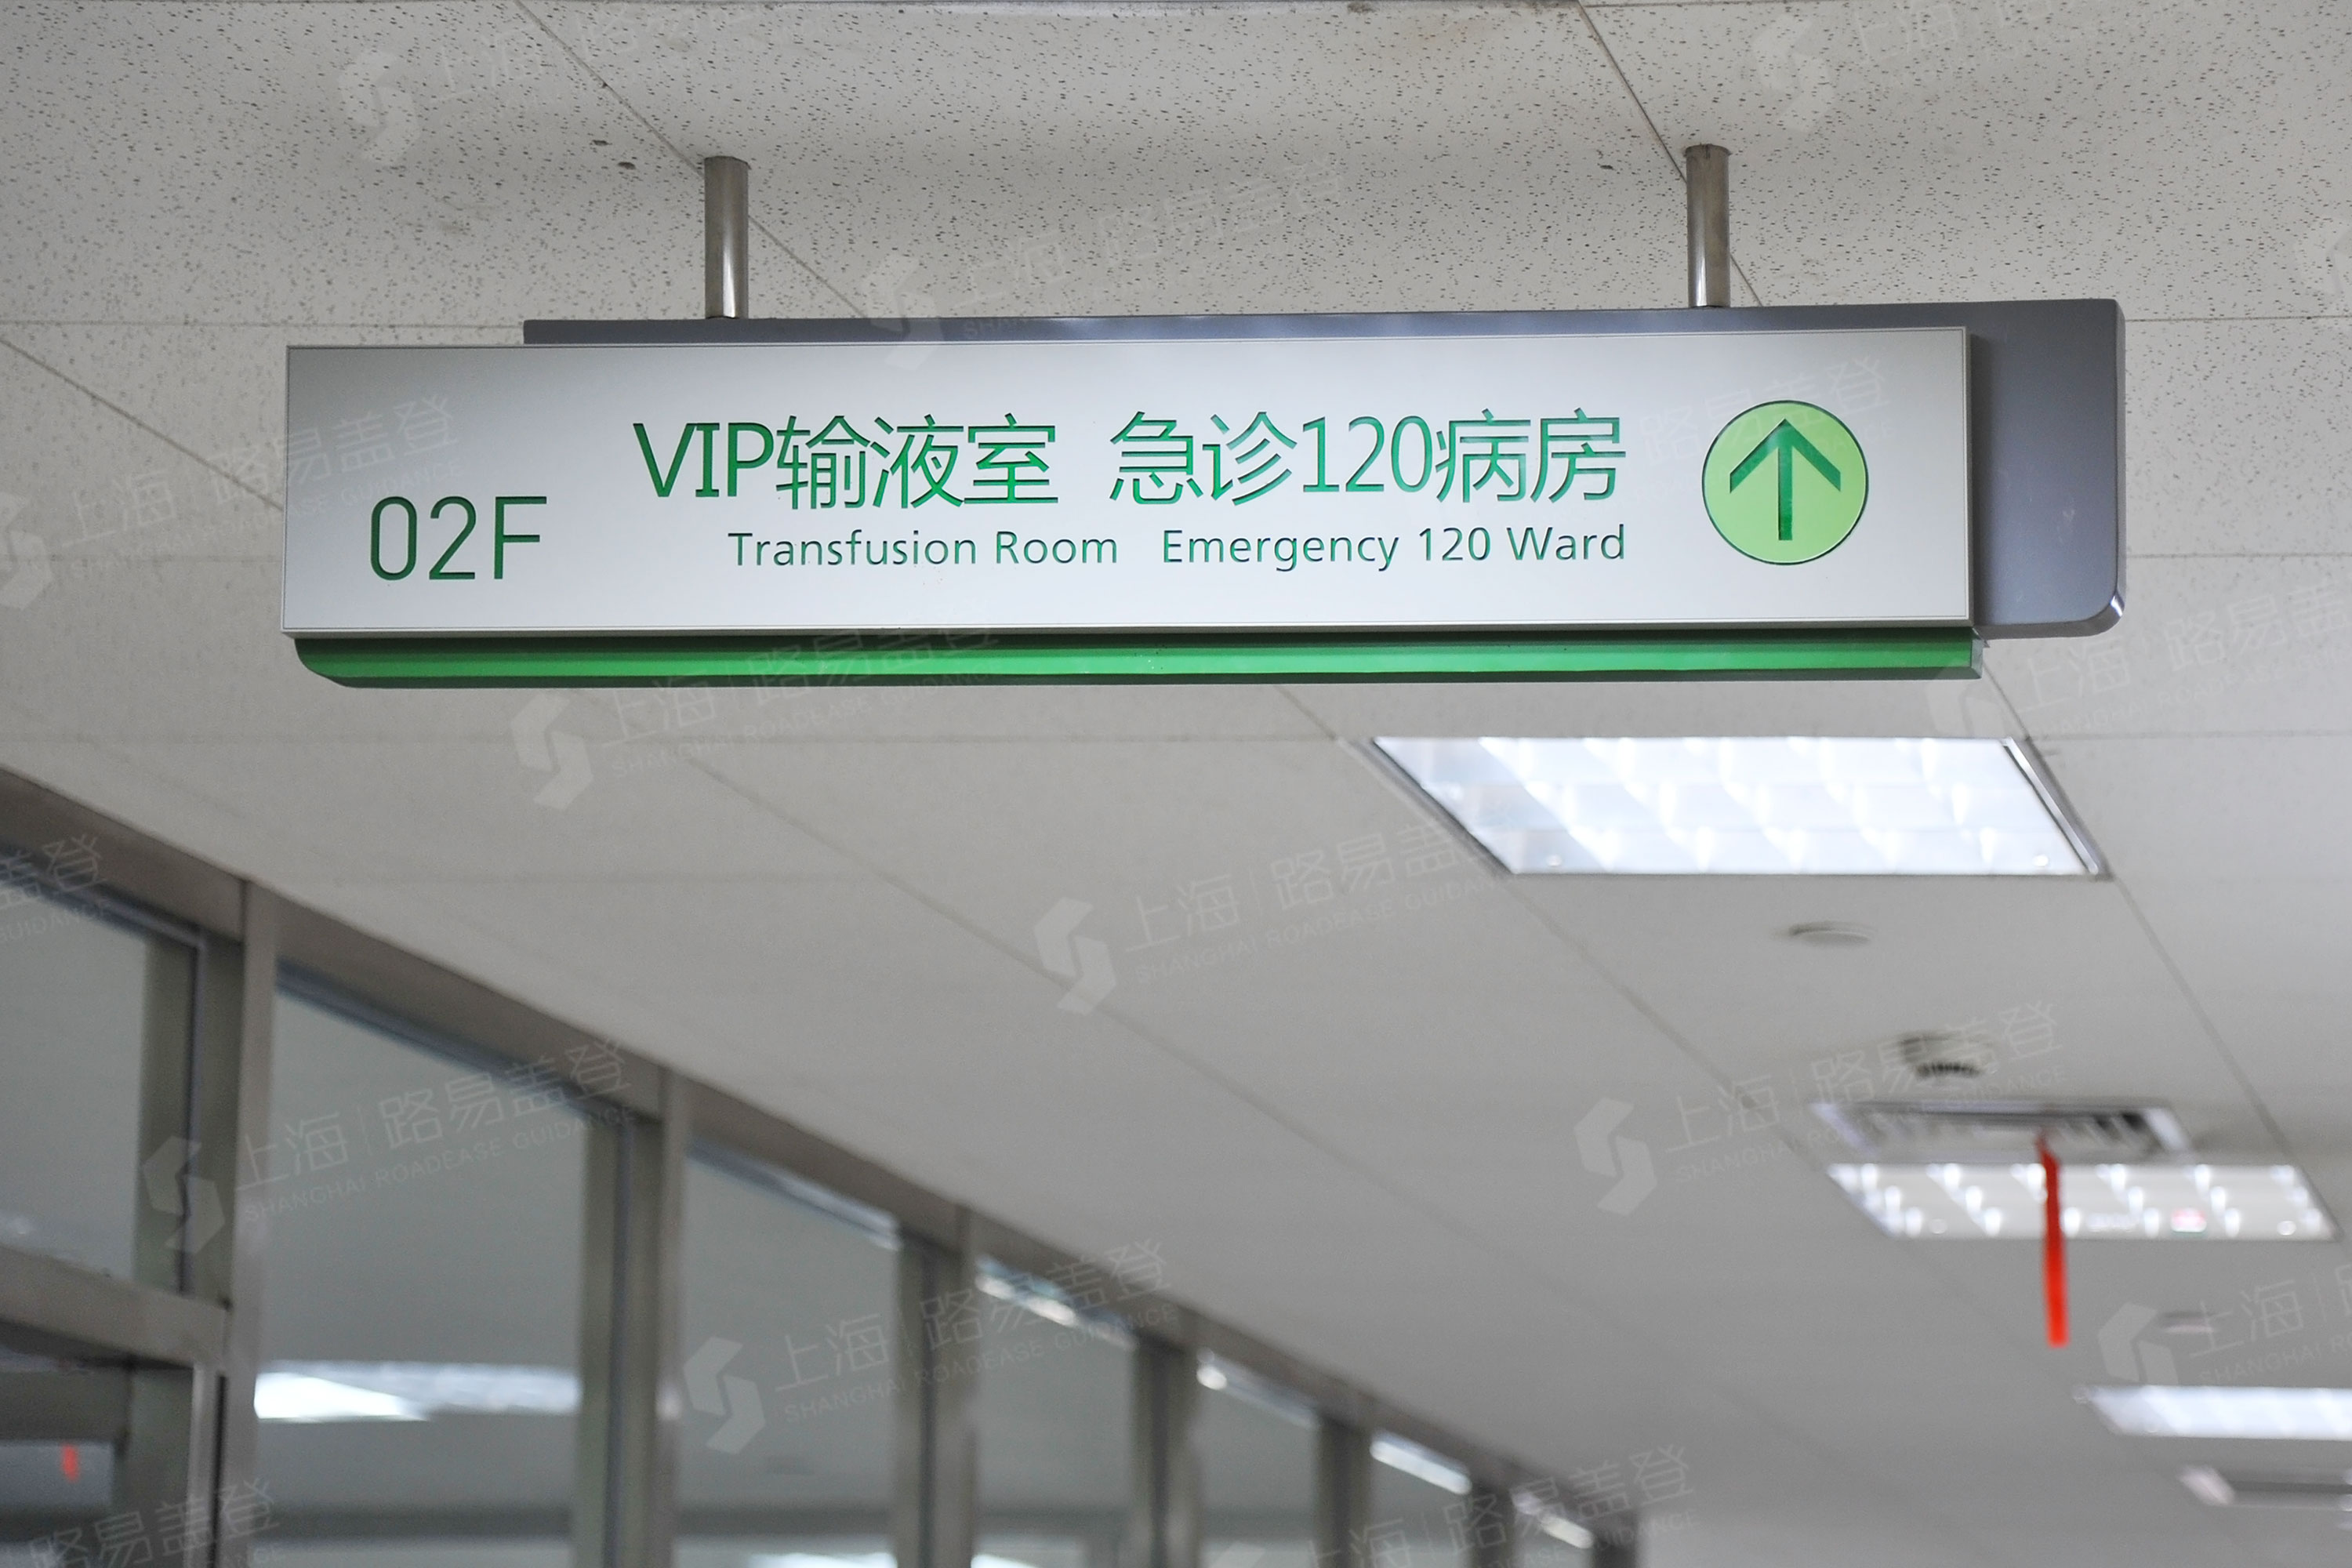 02F
VIP输液室 急诊120病房
Transfusion Room Emergency 120 Ward
上海 路易盖登
SHANGHAI ROADEASE GUIDANCE